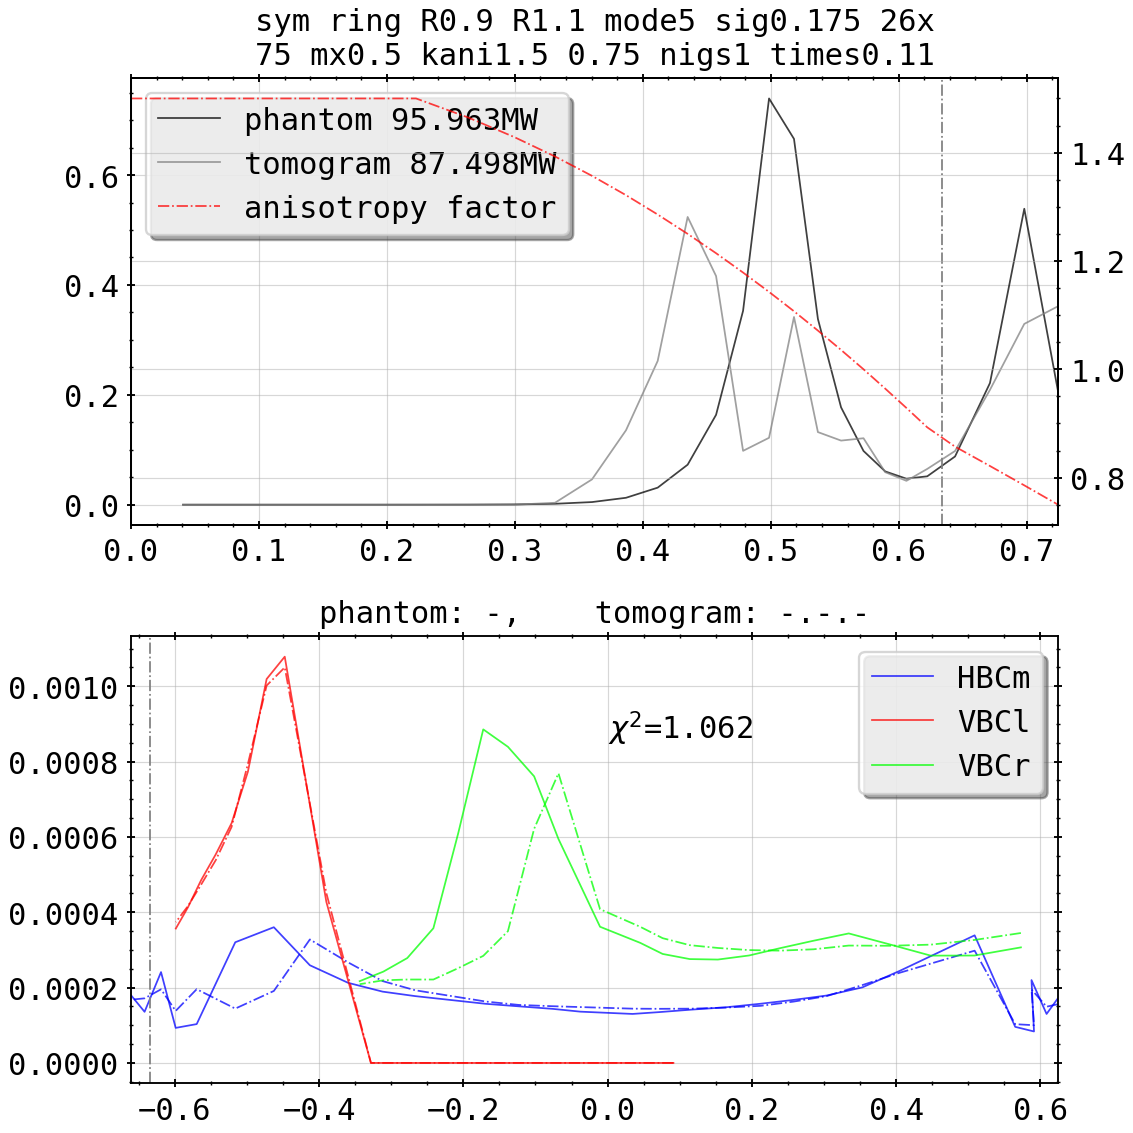 sym ring R0.9 R1.1 mode5 sig0.175 26x
75 mx0.5 kani1.5 0.75 nigs1 times0.11
phantom 95.963MW
tomogram 87.498MW
anisotropy factor
0.6
0.4
0.2
0.0
1.4
1.2
1.0
0.8
0.0 0.1 0.2 0.3 0.4 0.5 0.6 0.7
phantom: -,    tomogram: -.-.-
HBCm
VBCl
VBCr
χ²=1.062
0.0010
0.0008
0.0006
0.0004
0.0002
0.0000
−0.6 −0.4 −0.2 0.0 0.2 0.4 0.6